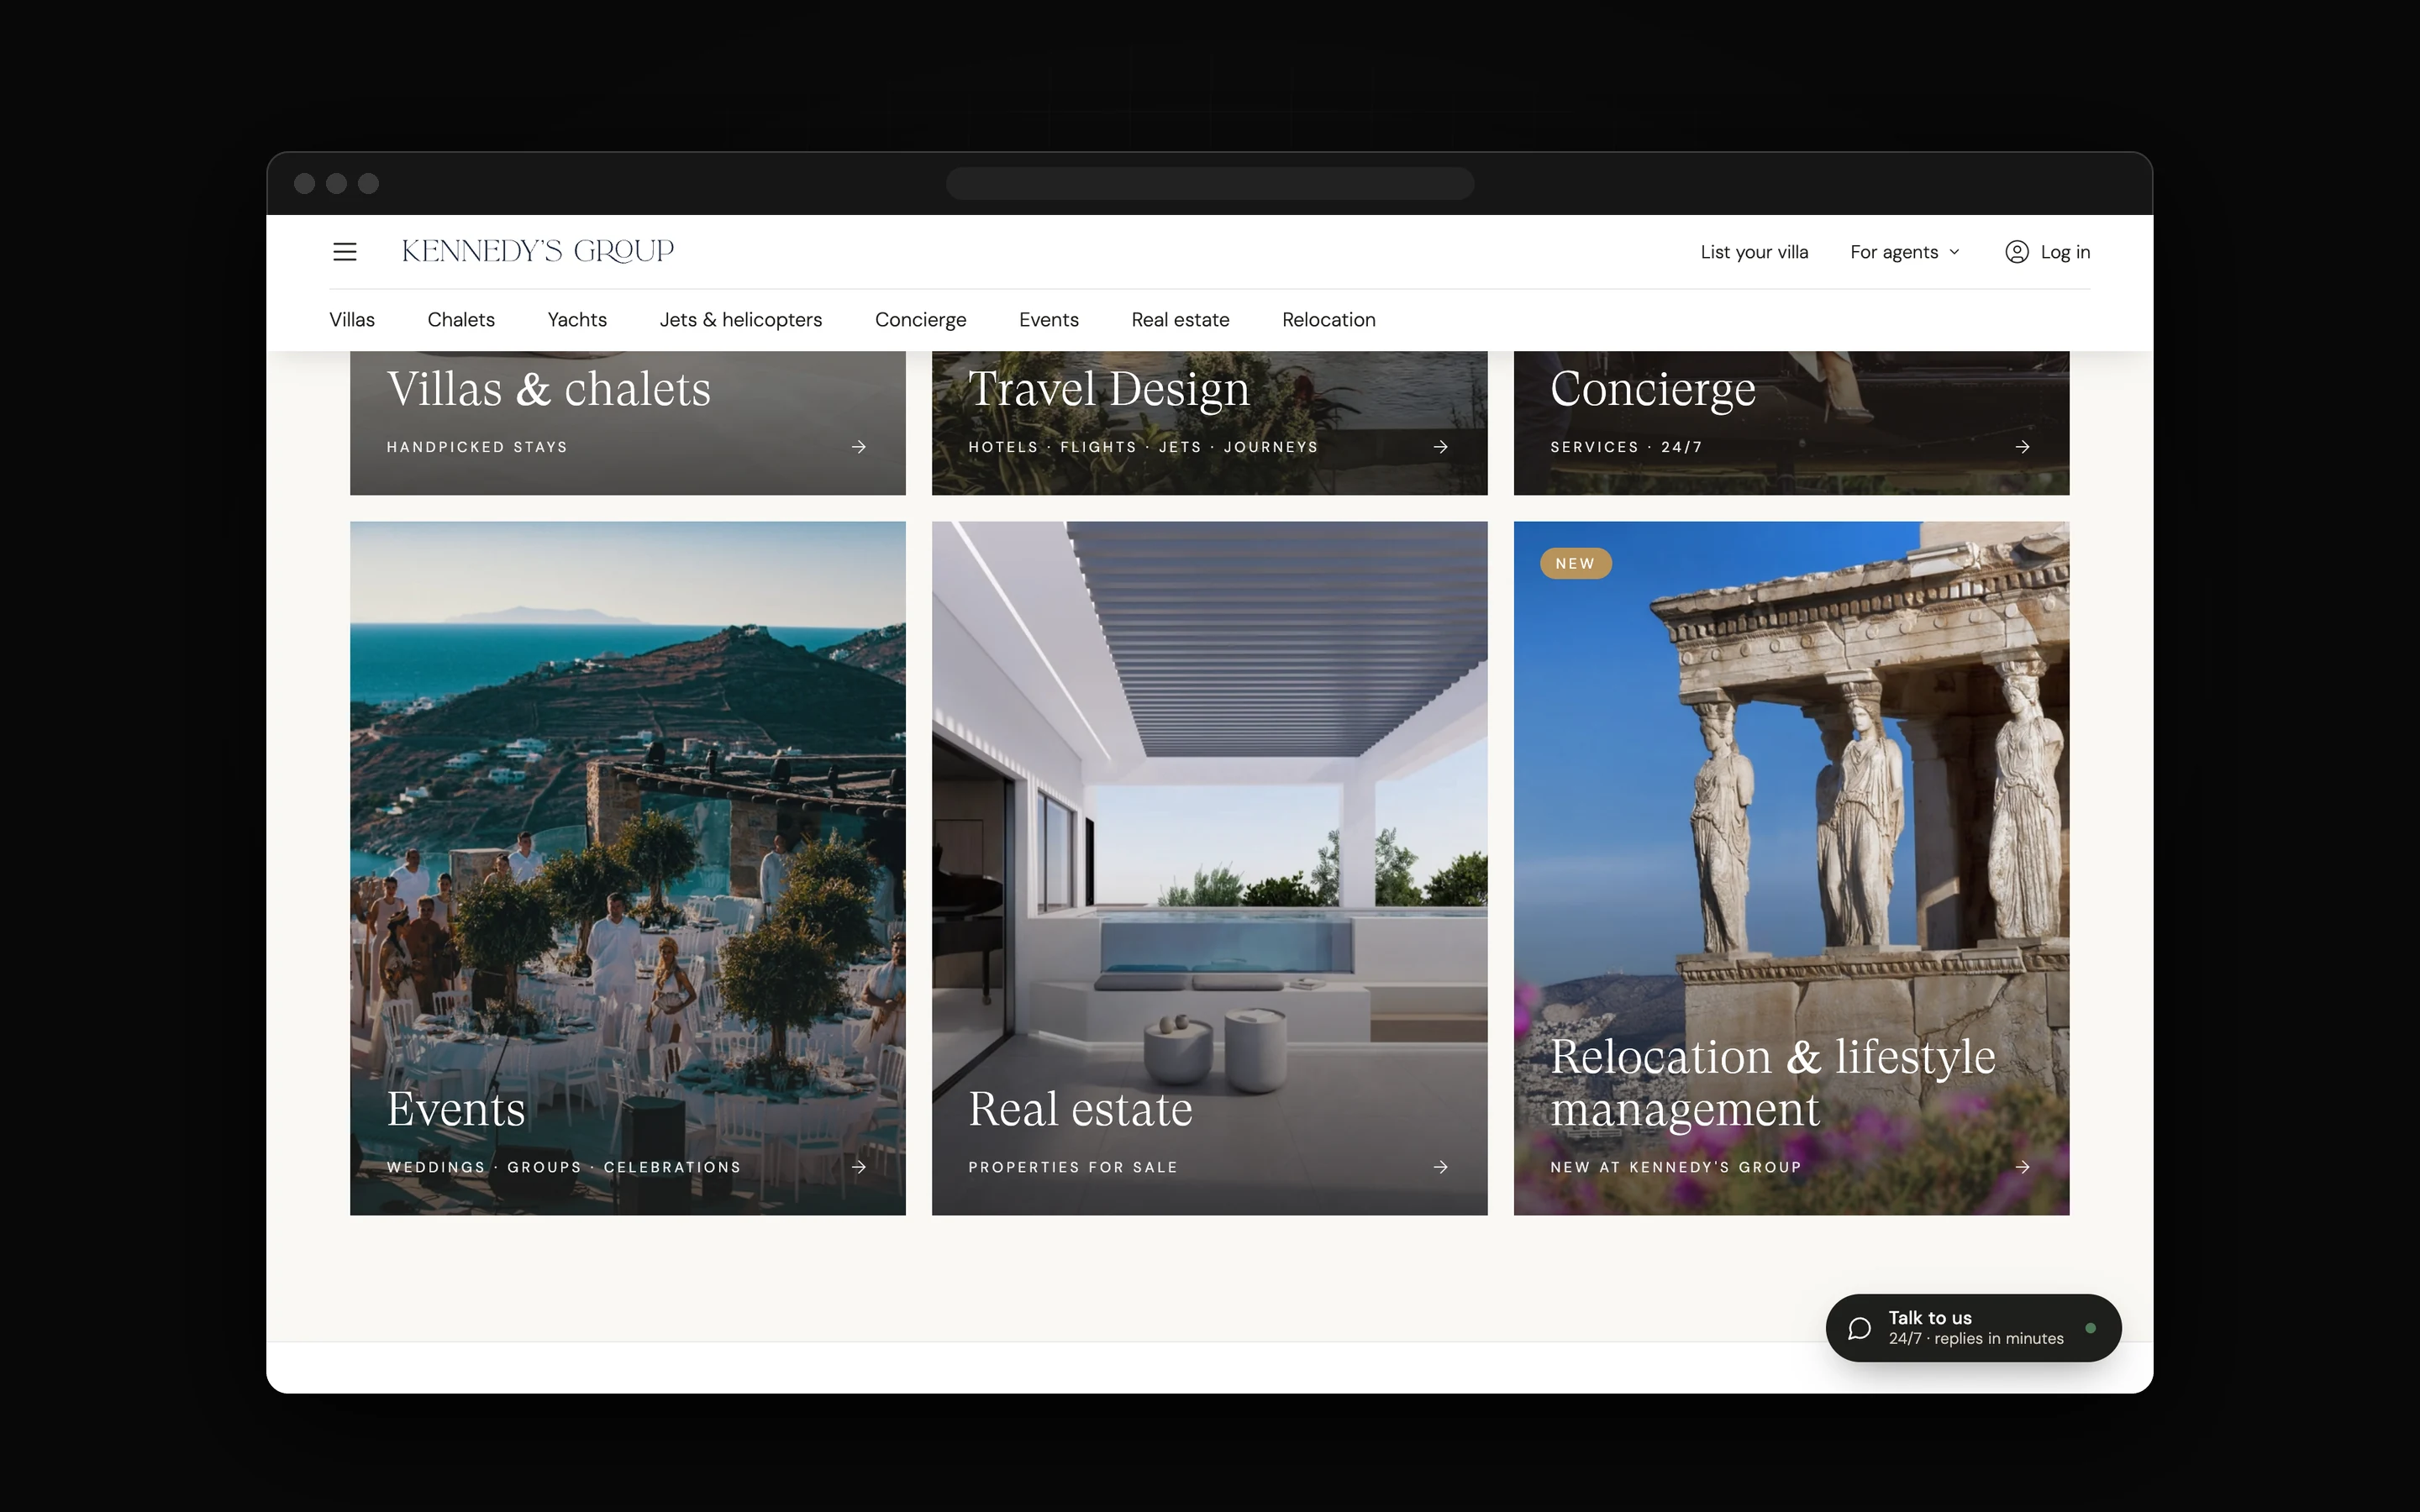 KENNEDY'S GROUP
List your villa
For agents
Log in
Villas
Chalets
Yachts
Jets & helicopters
Concierge
Events
Real estate
Relocation
Villas & chalets
HANDPICKED STAYS
Travel Design
HOTELS · FLIGHTS · JETS · JOURNEYS
Concierge
SERVICES · 24/7
Events
WEDDINGS · GROUPS · CELEBRATIONS
Real estate
PROPERTIES FOR SALE
NEW
Relocation & lifestyle
management
NEW AT KENNEDY'S GROUP
Talk to us
24/7 · replies in minutes